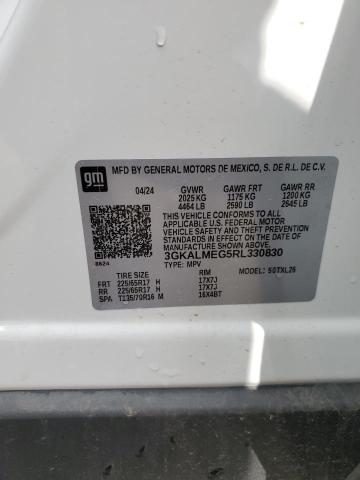 gm
MFD BY GENERAL MOTORS DE MEXICO, S. DE R.L. DE C.V.
04/24 GVWR GAWR FRT GAWR RR
2025 KG 1175 KG 1200 KG
4464 LB 2590 LB 2645 LB
THIS VEHICLE CONFORMS TO ALL
APPLICABLE U.S. FEDERAL MOTOR
VEHICLE SAFETY, BUMPER, AND THEFT
PREVENTION STANDARDS IN EFFECT ON
THE DATE OF MANUFACTURE SHOWN ABOVE.
3GKALMEG5RL330830
8624 TYPE: MPV MODEL: 50TXL26
TIRE SIZE RIM
FRT 225/65R17 H 17X7J
RR 225/65R17 H 17X7J
SPA T135/70R16 M 16X4BT